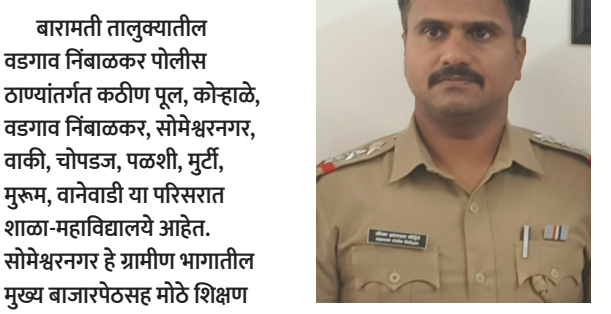 बारामती तालुक्यातील
वडगाव निंबाळकर पोलीस
ठाण्यांतर्गत कठीण पूल, कोऱ्हाळे,
वडगाव निंबाळकर, सोमेश्वरनगर,
वाकी, चोपडज, पळशी, मुर्टी,
मुरूम, वानेवाडी या परिसरात
शाळा-महाविद्यालये आहेत.
सोमेश्वरनगर हे ग्रामीण भागातील
मुख्य बाजारपेठसह मोठे शिक्षण